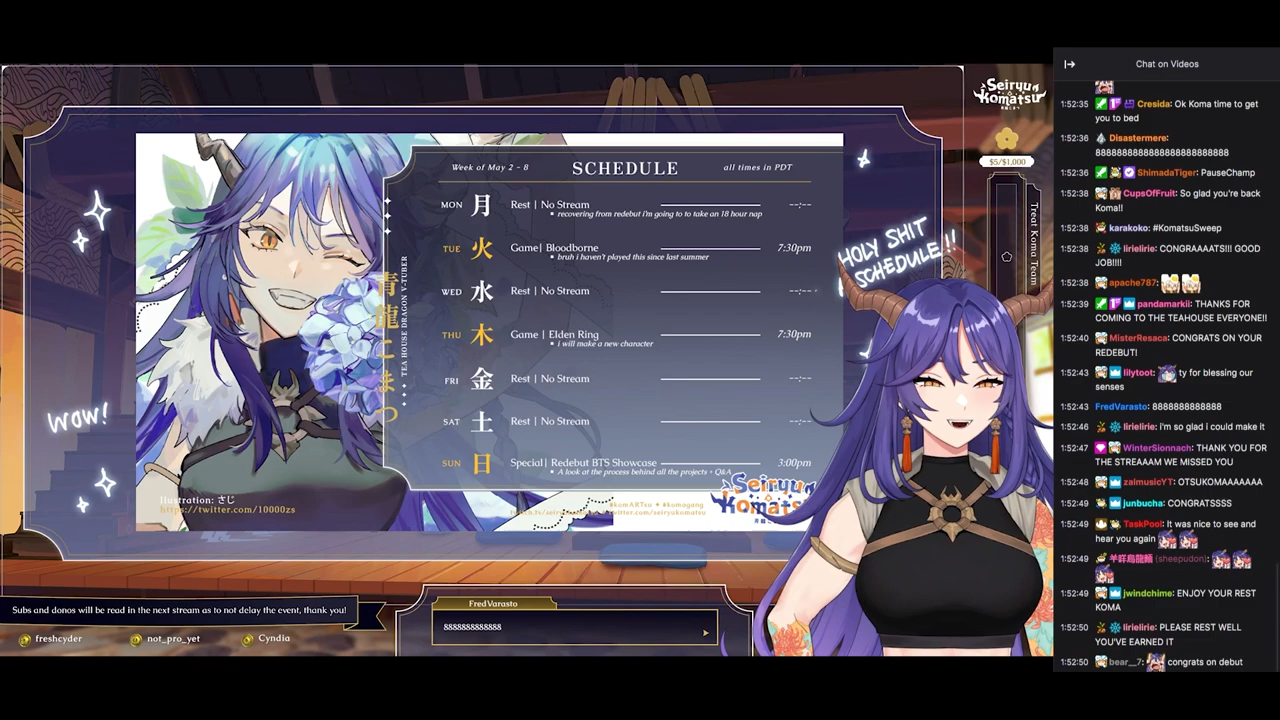 Seiryu
Komatsu
$5/$1,000
Treat Koma Team
Week of May 2 - 8
SCHEDULE
all times in PDT
MON 月 Rest | No Stream --:--
recovering from redebut i'm going to to take an 18 hour nap
TUE 火 Game| Bloodborne 7:30pm
bruh i haven't played this since last summer
WED 水 Rest | No Stream --:--
THU 木 Game | Elden Ring 7:30pm
i will make a new character
FRI 金 Rest | No Stream --:--
SAT 土 Rest | No Stream --:--
SUN 日 Special| Redebut BTS Showcase 3:00pm
A look at the process behind all the projects + Q&A
青龍こまつ
TEA HOUSE DRAGON V-TUBER
HOLY SHIT
SCHEDULE!!
WOW!
Illustration: さじ
https://twitter.com/10000zs
#komARTsu ✦ #komagang
Seiryu
Komatsu
Subs and donos will be read in the next stream as to not delay the event, thank you!
freshcyder
not_pro_yet
Cyndia
FredVarasto
8888888888888
Chat on Videos
1:52:35 Cresida: Ok Koma time to get
you to bed
1:52:36 Disastermere:
88888888888888888888888888
1:52:36 ShimadaTiger: PauseChamp
1:52:38 CupsOfFruit: So glad you're back
Koma!!
1:52:38 karakoko: #KomatsuSweep
1:52:38 lirielirie: CONGRAAAATS!!! GOOD
JOB!!!!
1:52:38 apache787:
1:52:39 pandamarkii: THANKS FOR
COMING TO THE TEAHOUSE EVERYONE!!
1:52:40 MisterResaca: CONGRATS ON YOUR
REDEBUT!
1:52:43 lilytoot: ty for blessing our
senses
1:52:43 FredVarasto: 8888888888888
1:52:46 lirielirie: i'm so glad i could make it
1:52:47 WinterSionnach: THANK YOU FOR
THE STREAAAM WE MISSED YOU
1:52:48 zalmusicYT: OTSUKOMAAAAAAA
1:52:49 junbucha: CONGRATSSSS
1:52:49 TaskPool: It was nice to see and
hear you again
1:52:49 (sheepudon):
1:52:49 jwindchime: ENJOY YOUR REST
KOMA
1:52:50 lirielirie: PLEASE REST WELL
YOU'VE EARNED IT
1:52:50 bear__7: congrats on debut